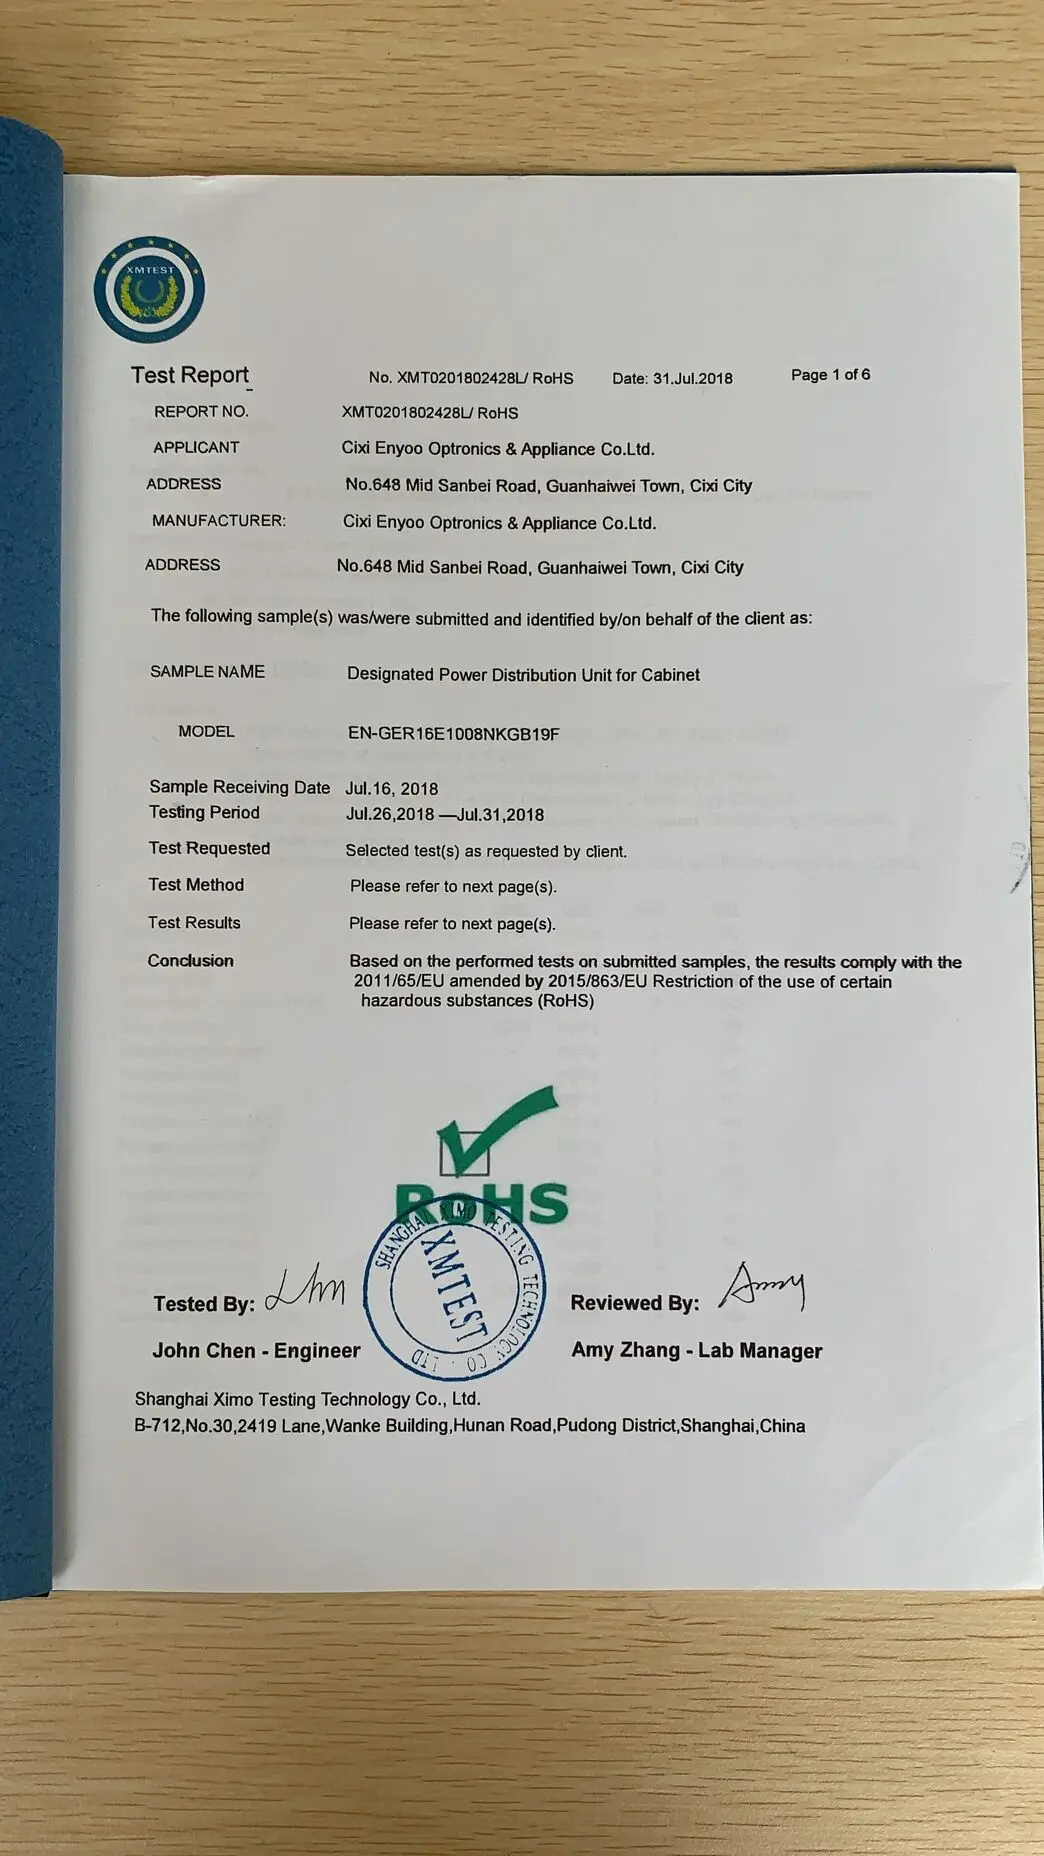 XMTEST
Test Report No. XMT0201802428L/ RoHS Date: 31.Jul.2018 Page 1 of 6
REPORT NO. XMT0201802428L/ RoHS
APPLICANT Cixi Enyoo Optronics & Appliance Co.Ltd.
ADDRESS No.648 Mid Sanbei Road, Guanhaiwei Town, Cixi City
MANUFACTURER: Cixi Enyoo Optronics & Appliance Co.Ltd.
ADDRESS No.648 Mid Sanbei Road, Guanhaiwei Town, Cixi City
The following sample(s) was/were submitted and identified by/on behalf of the client as:
SAMPLE NAME Designated Power Distribution Unit for Cabinet
MODEL EN-GER16E1008NKGB19F
Sample Receiving Date Jul.16, 2018
Testing Period Jul.26,2018 —Jul.31,2018
Test Requested Selected test(s) as requested by client.
Test Method Please refer to next page(s).
Test Results Please refer to next page(s).
Conclusion Based on the performed tests on submitted samples, the results comply with the
2011/65/EU amended by 2015/863/EU Restriction of the use of certain
hazardous substances (RoHS)
RoHS
SHANGHAI XIMO TESTING TECHNOLOGY CO . LTD
XMTEST
Tested By: Reviewed By:
John Chen - Engineer Amy Zhang - Lab Manager
Shanghai Ximo Testing Technology Co., Ltd.
B-712,No.30,2419 Lane,Wanke Building,Hunan Road,Pudong District,Shanghai,China